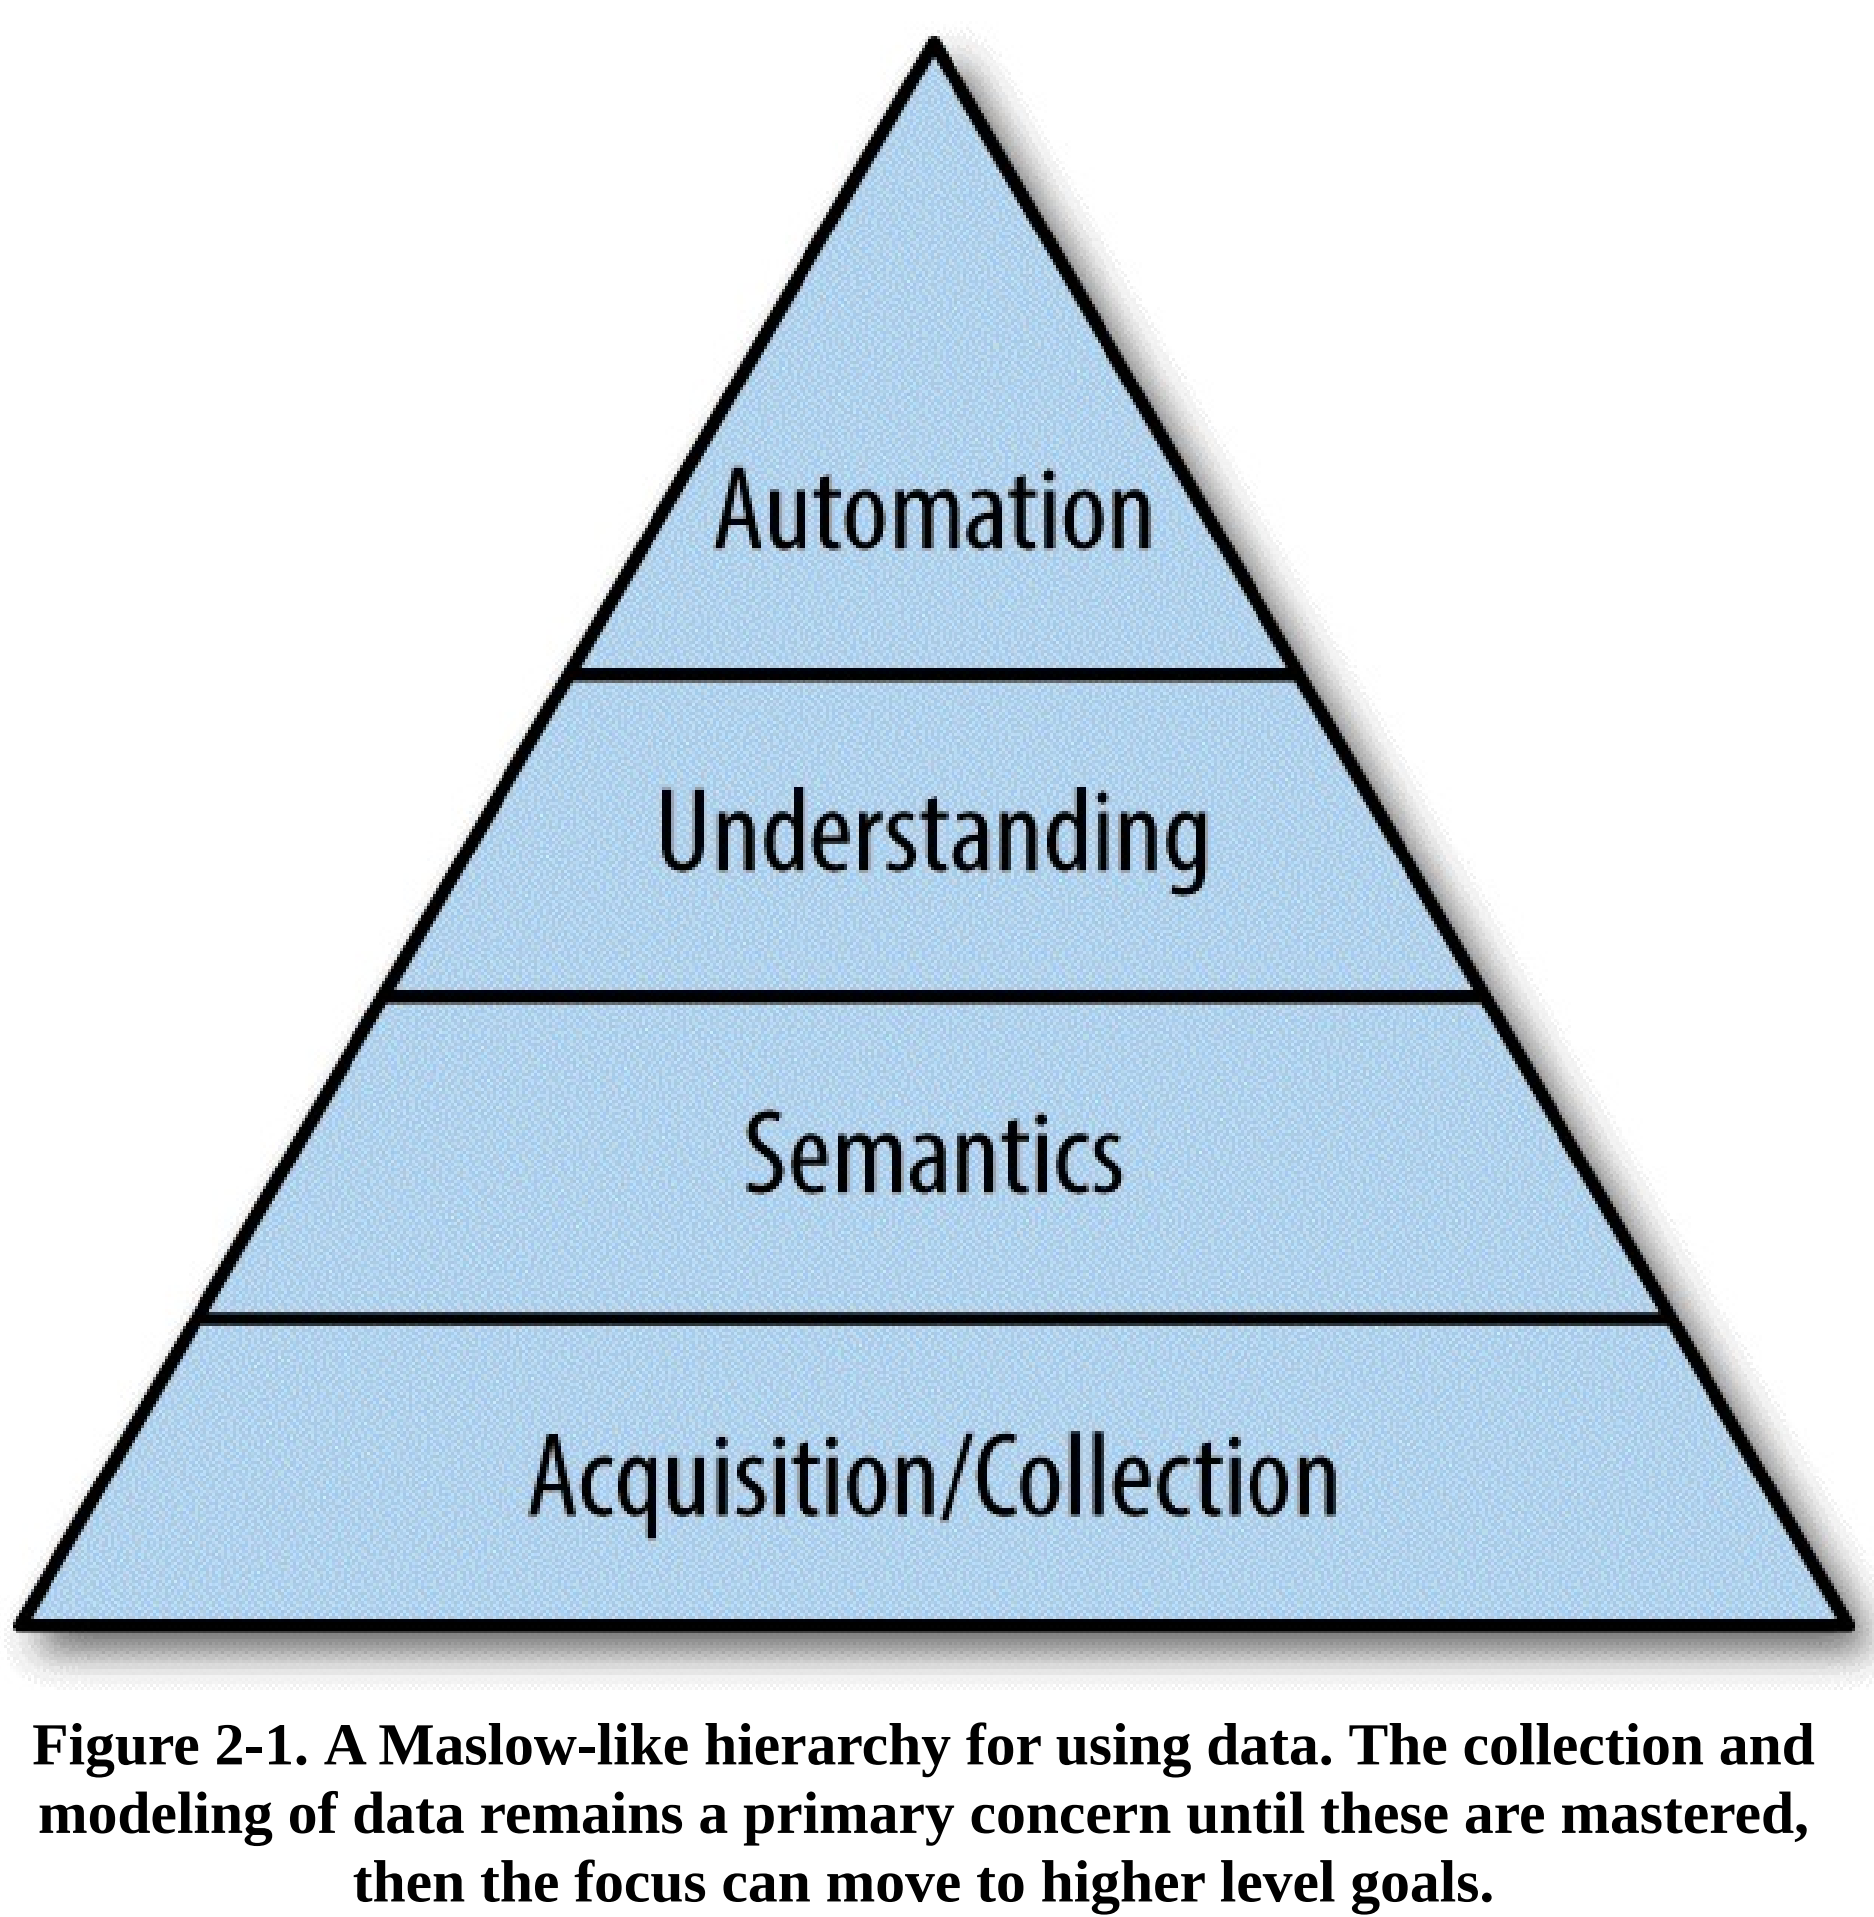 Automation
Understanding
Semantics
Acquisition/Collection
Figure 2-1. A Maslow-like hierarchy for using data. The collection and
modeling of data remains a primary concern until these are mastered,
then the focus can move to higher level goals.